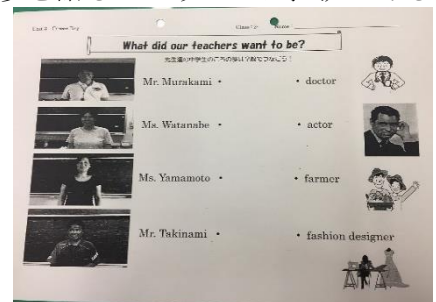 Name
What did our teachers want to be?
Mr. Murakami • • doctor
Ms. Watanabe • • actor
Ms. Yamamoto • • farmer
Mr. Takinami • • fashion designer